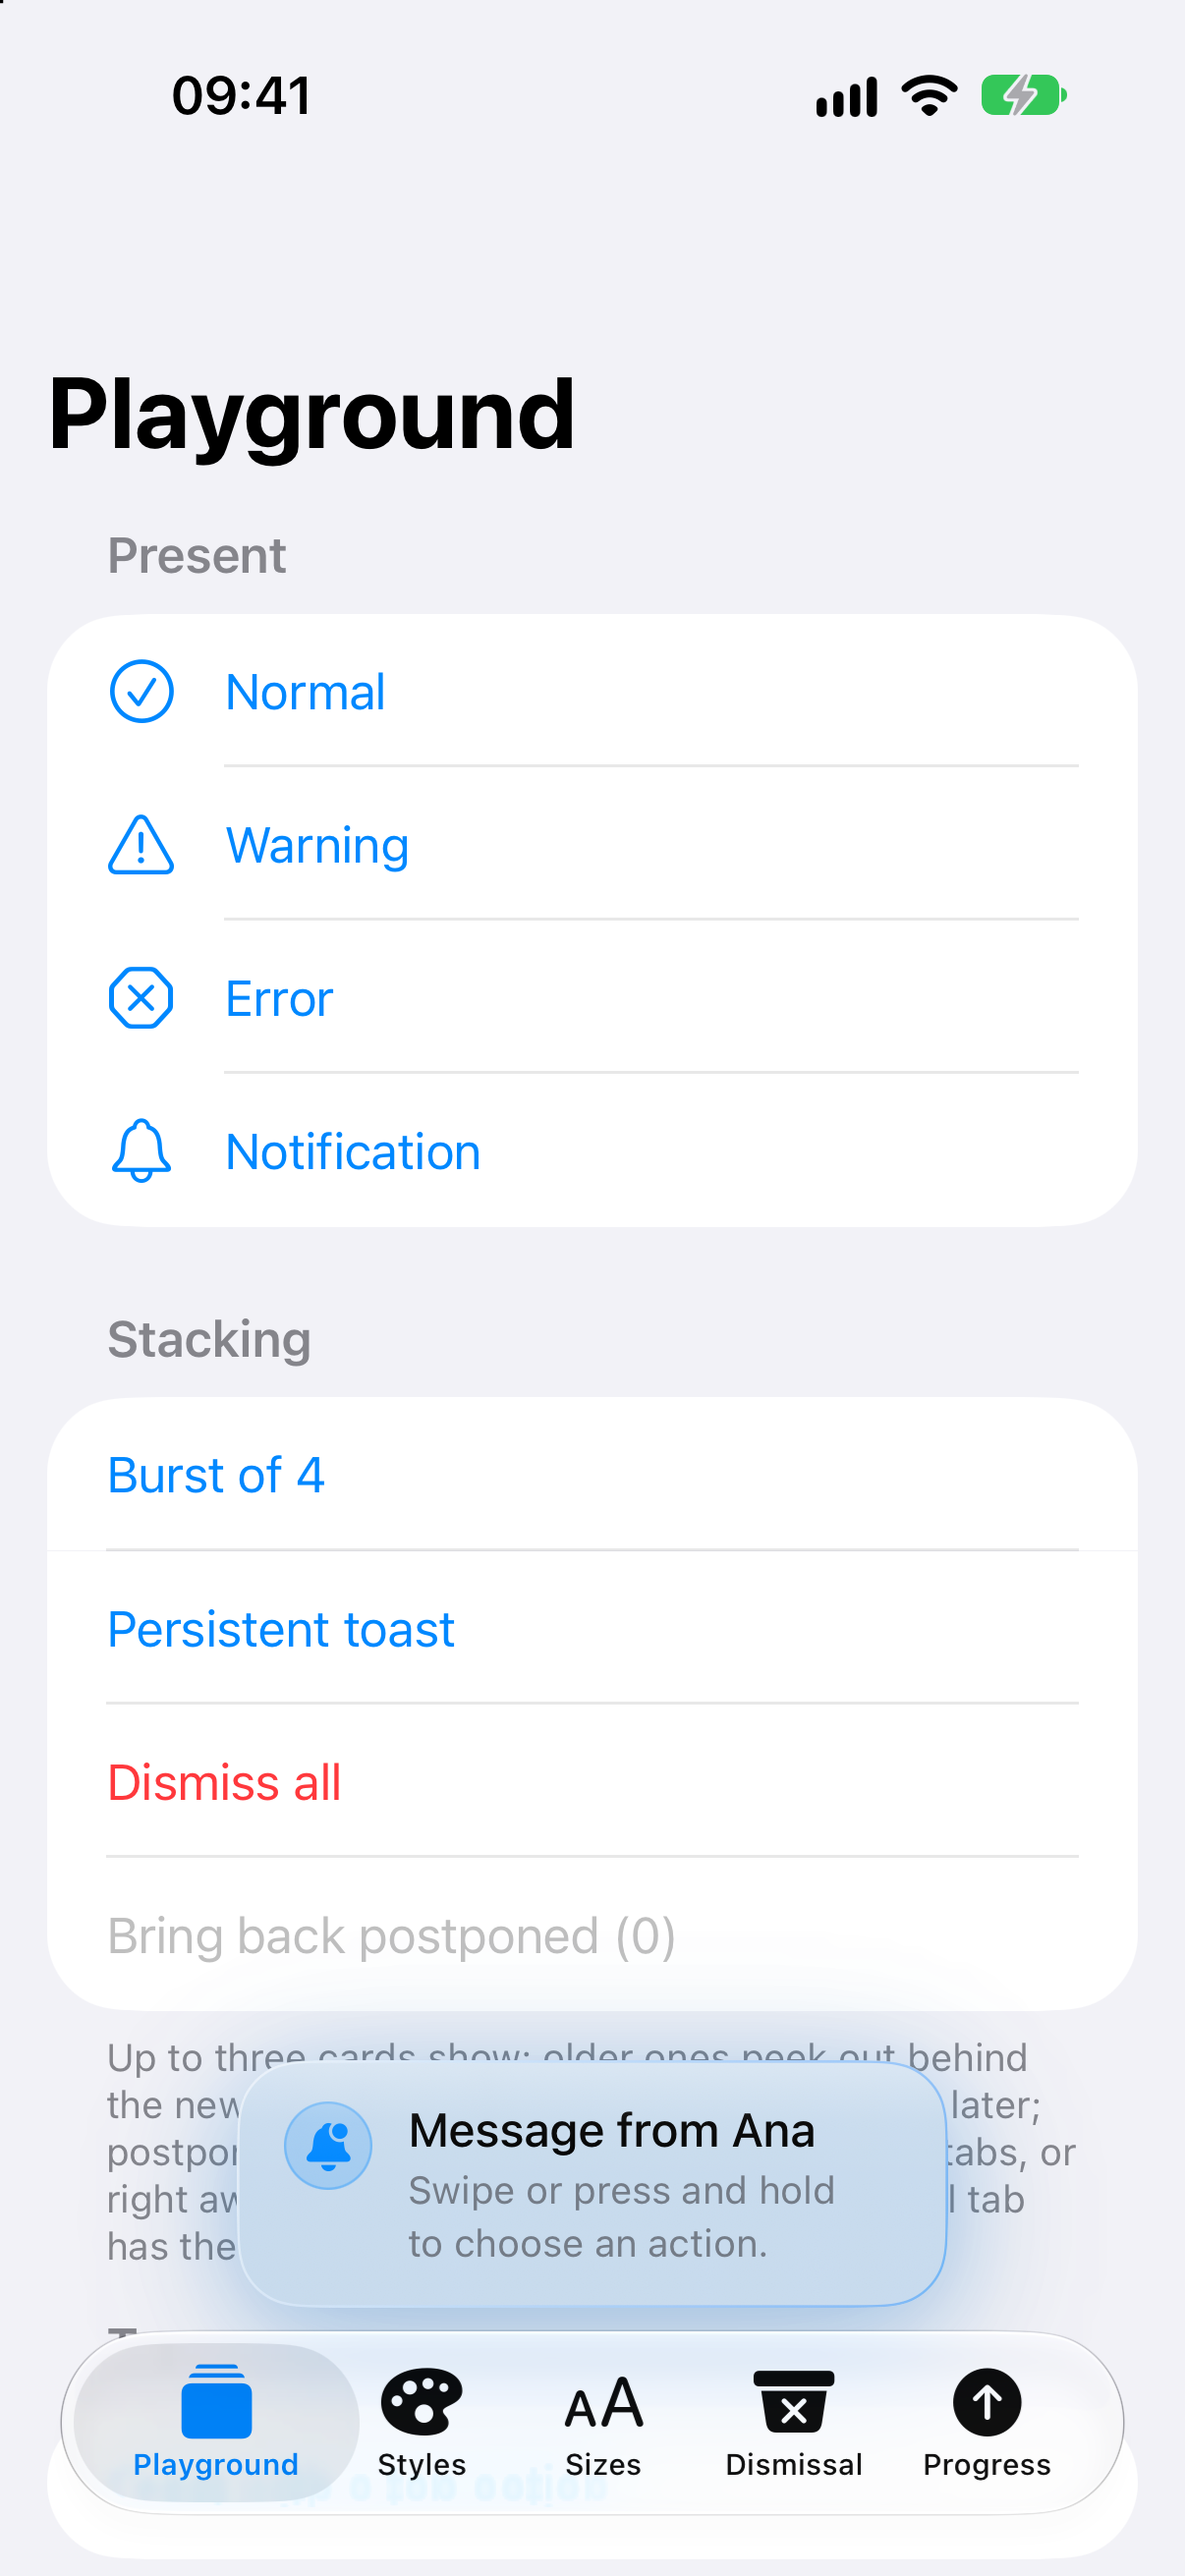 09:41
Playground
Present
Normal
Warning
Error
Notification
Stacking
Burst of 4
Persistent toast
Dismiss all
Bring back postponed (0)
Up to three cards show; older ones peek out behind
the new later;
tabs, or
right tab
has the
Message from Ana
Swipe or press and hold
to choose an action.
Playground
Styles
Sizes
Dismissal
Progress